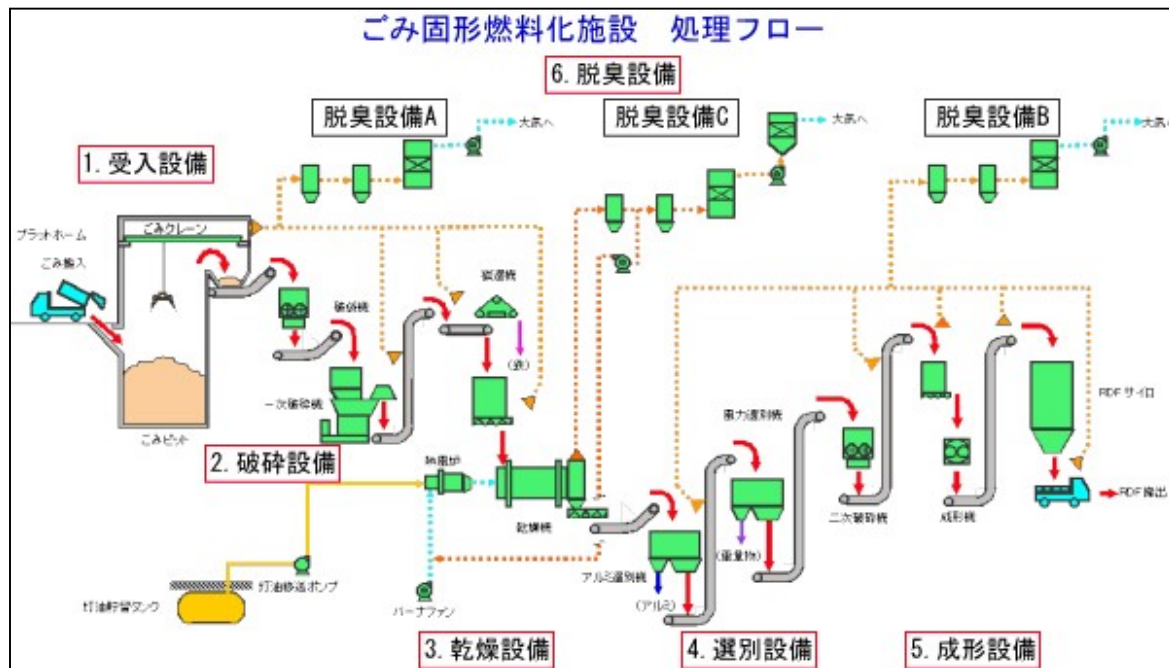 ごみ固形燃料化施設 処理フロー
6. 脱臭設備
脱臭設備A
脱臭設備C
脱臭設備B
大気へ
大気へ
大気へ
1. 受入設備
プラットホーム
ごみ搬入
ごみクレーン
破袋機
磁選機
(鉄)
一次破砕機
ごみピット
2. 破砕設備
熱風炉
乾燥機
風力選別機
RDFサイロ
RDF搬出
二次破砕機
成形機
(重量物)
アルミ選別機
(アルミ)
灯油移送ポンプ
灯油貯留タンク
バーナファン
3. 乾燥設備
4. 選別設備
5. 成形設備